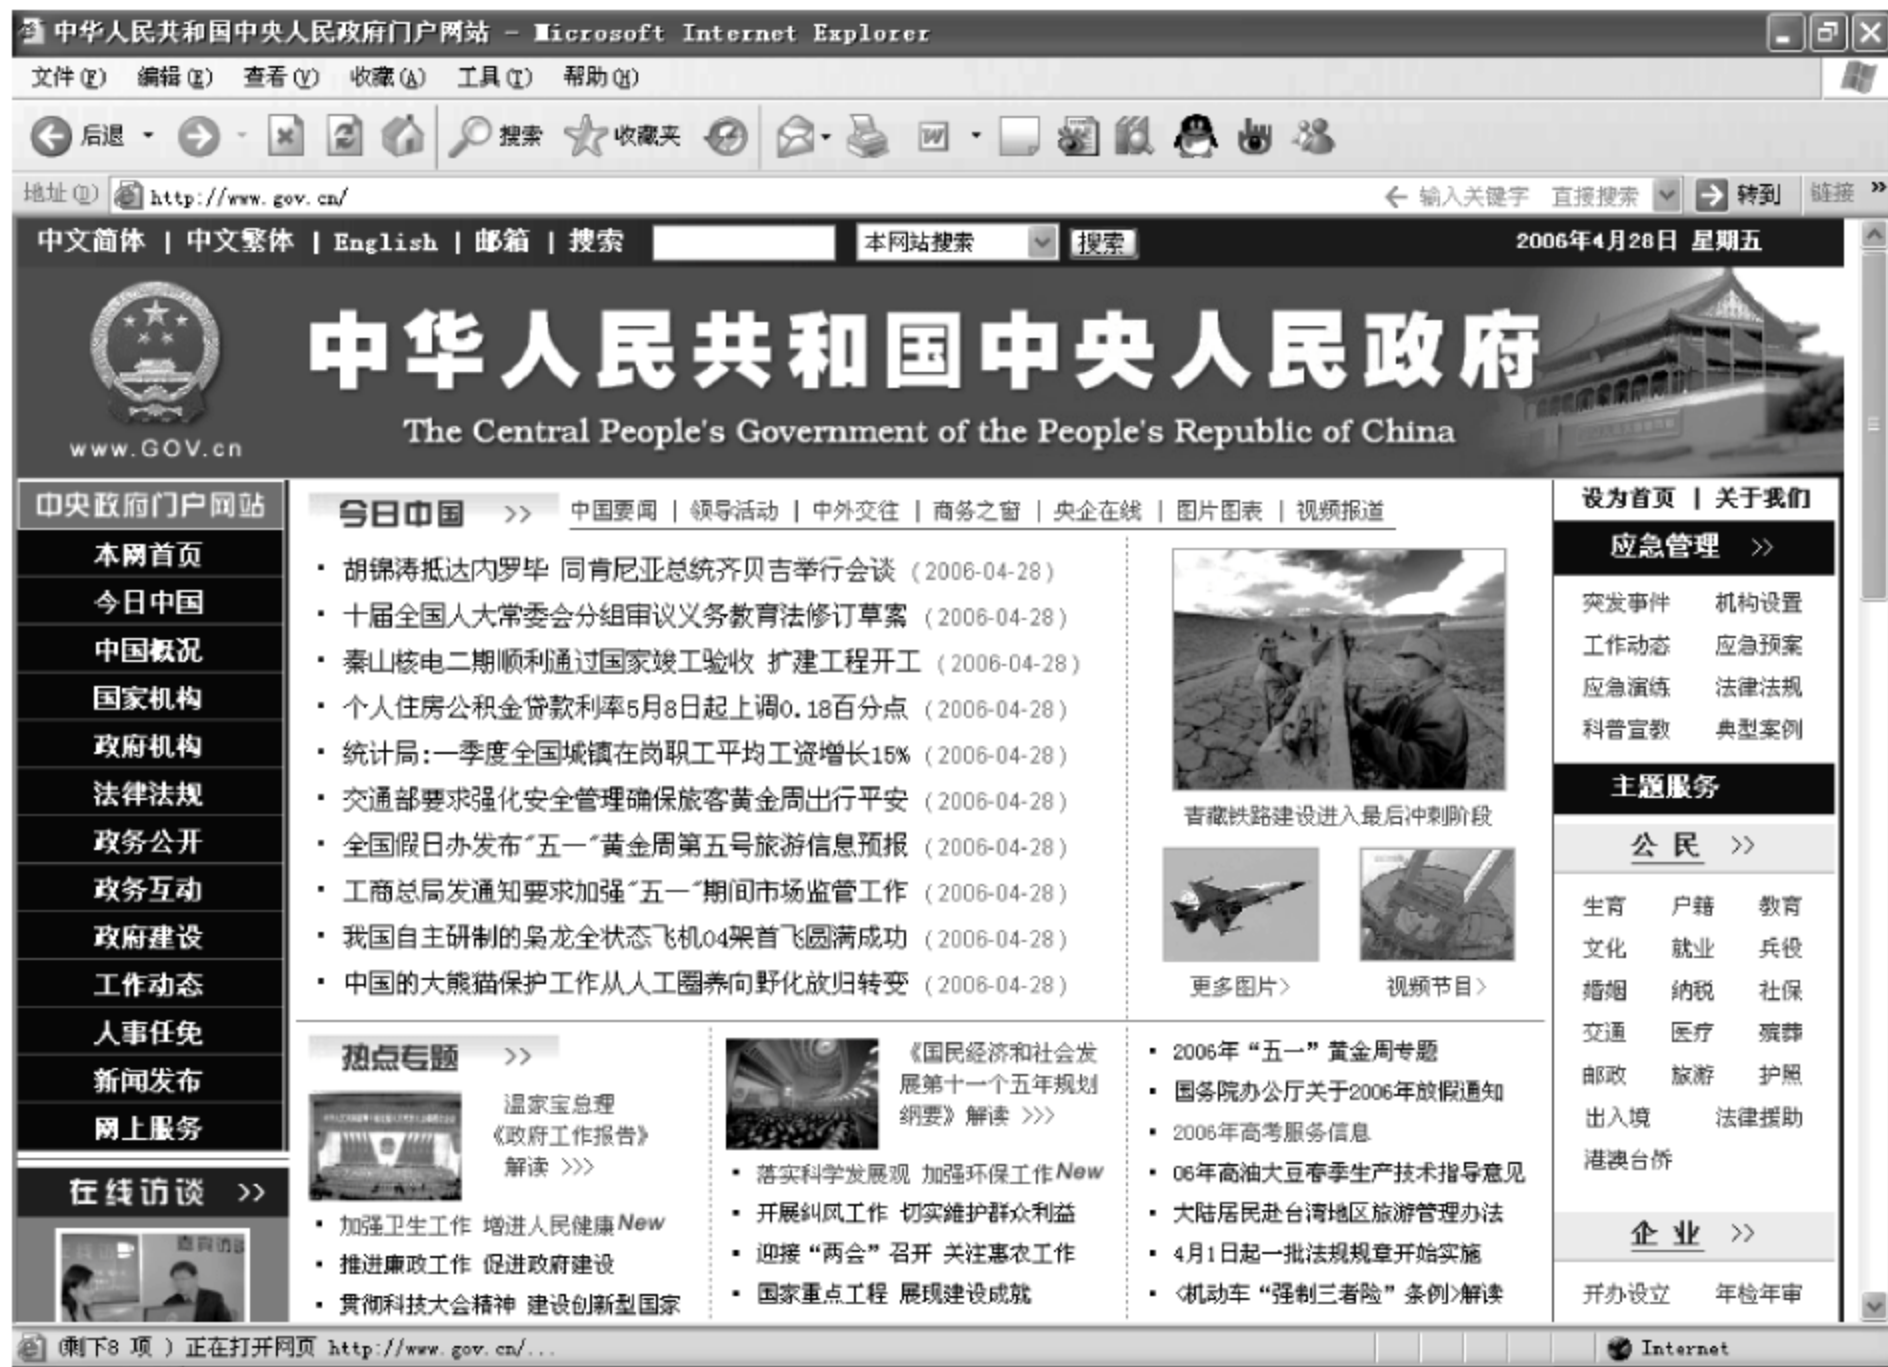 中华人民共和国中央人民政府门户网站 - Microsoft Internet Explorer
文件(F) 编辑(E) 查看(V) 收藏(A) 工具(T) 帮助(H)
后退 搜索 收藏夹
地址(D) http://www.gov.cn/ 输入关键字 直接搜索 转到 链接 »
中文简体 | 中文繁体 | English | 邮箱 | 搜索 本网站搜索 搜索 2006年4月28日 星期五
中华人民共和国中央人民政府
The Central People's Government of the People's Republic of China
www.GOV.cn
中央政府门户网站
本网首页
今日中国
中国概况
国家机构
政府机构
法律法规
政务公开
政务互动
政府建设
工作动态
人事任免
新闻发布
网上服务
在线访谈 >>
今日中国 >> 中国要闻 | 领导活动 | 中外交往 | 商务之窗 | 央企在线 | 图片图表 | 视频报道
· 胡锦涛抵达内罗毕 同肯尼亚总统齐贝吉举行会谈 (2006-04-28)
· 十届全国人大常委会分组审议义务教育法修订草案 (2006-04-28)
· 秦山核电二期顺利通过国家竣工验收 扩建工程开工 (2006-04-28)
· 个人住房公积金贷款利率5月8日起上调0.18百分点 (2006-04-28)
· 统计局:一季度全国城镇在岗职工平均工资增长15% (2006-04-28)
· 交通部要求强化安全管理确保旅客黄金周出行平安 (2006-04-28)
· 全国假日办发布"五一"黄金周第五号旅游信息预报 (2006-04-28)
· 工商总局发通知要求加强"五一"期间市场监管工作 (2006-04-28)
· 我国自主研制的枭龙全状态飞机04架首飞圆满成功 (2006-04-28)
· 中国的大熊猫保护工作从人工圈养向野化放归转变 (2006-04-28)
青藏铁路建设进入最后冲刺阶段
更多图片> 视频节目>
热点专题 >>
温家宝总理
《政府工作报告》
解读 >>>
· 加强卫生工作 增进人民健康 New
· 推进廉政工作 促进政府建设
· 贯彻科技大会精神 建设创新型国家
《国民经济和社会发
展第十一个五年规划
纲要》解读 >>>
· 落实科学发展观 加强环保工作 New
· 开展纠风工作 切实维护群众利益
· 迎接“两会”召开 关注惠农工作
· 国家重点工程 展现建设成就
· 2006年“五一”黄金周专题
· 国务院办公厅关于2006年放假通知
· 2006年高考服务信息
· 06年高油大豆春季生产技术指导意见
· 大陆居民赴台湾地区旅游管理办法
· 4月1日起一批法规规章开始实施
· 《机动车“强制三者险”条例》解读
设为首页 | 关于我们
应急管理 >>
突发事件 机构设置
工作动态 应急预案
应急演练 法律法规
科普宣教 典型案例
主题服务
公民 >>
生育 户籍 教育
文化 就业 兵役
婚姻 纳税 社保
交通 医疗 殡葬
邮政 旅游 护照
出入境 法律援助
港澳台侨
企业 >>
开办设立 年检年审
(剩下8 项 ) 正在打开网页 http://www.gov.cn/... Internet